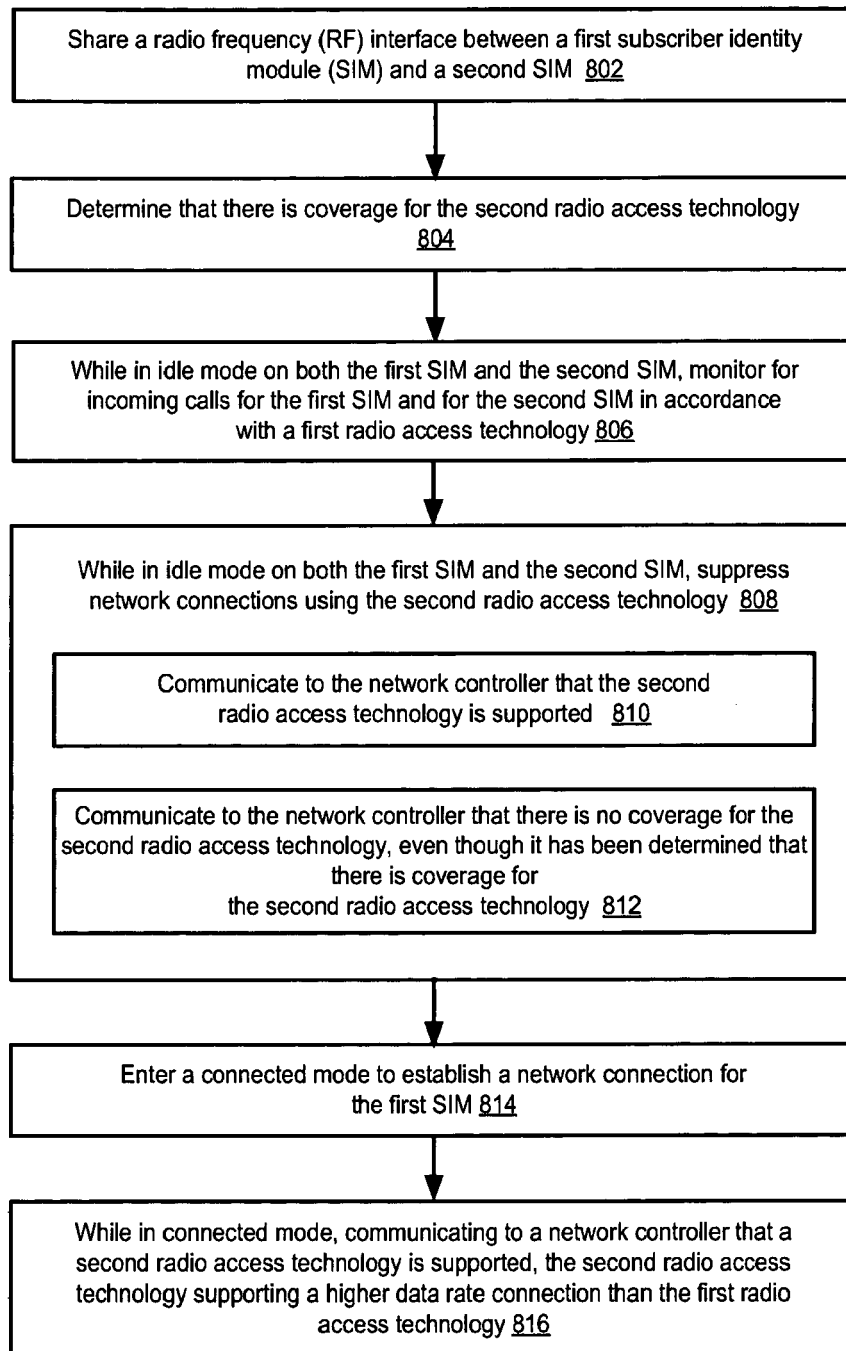 Share a radio frequency (RF) interface between a first subscriber identity
module (SIM) and a second SIM 802
Determine that there is coverage for the second radio access technology
804
While in idle mode on both the first SIM and the second SIM, monitor for
incoming calls for the first SIM and for the second SIM in accordance
with a first radio access technology 806
While in idle mode on both the first SIM and the second SIM, suppress
network connections using the second radio access technology 808
Communicate to the network controller that the second
radio access technology is supported 810
Communicate to the network controller that there is no coverage for the
second radio access technology, even though it has been determined that
there is coverage for
the second radio access technology 812
Enter a connected mode to establish a network connection for
the first SIM 814
While in connected mode, communicating to a network controller that a
second radio access technology is supported, the second radio access
technology supporting a higher data rate connection than the first radio
access technology 816